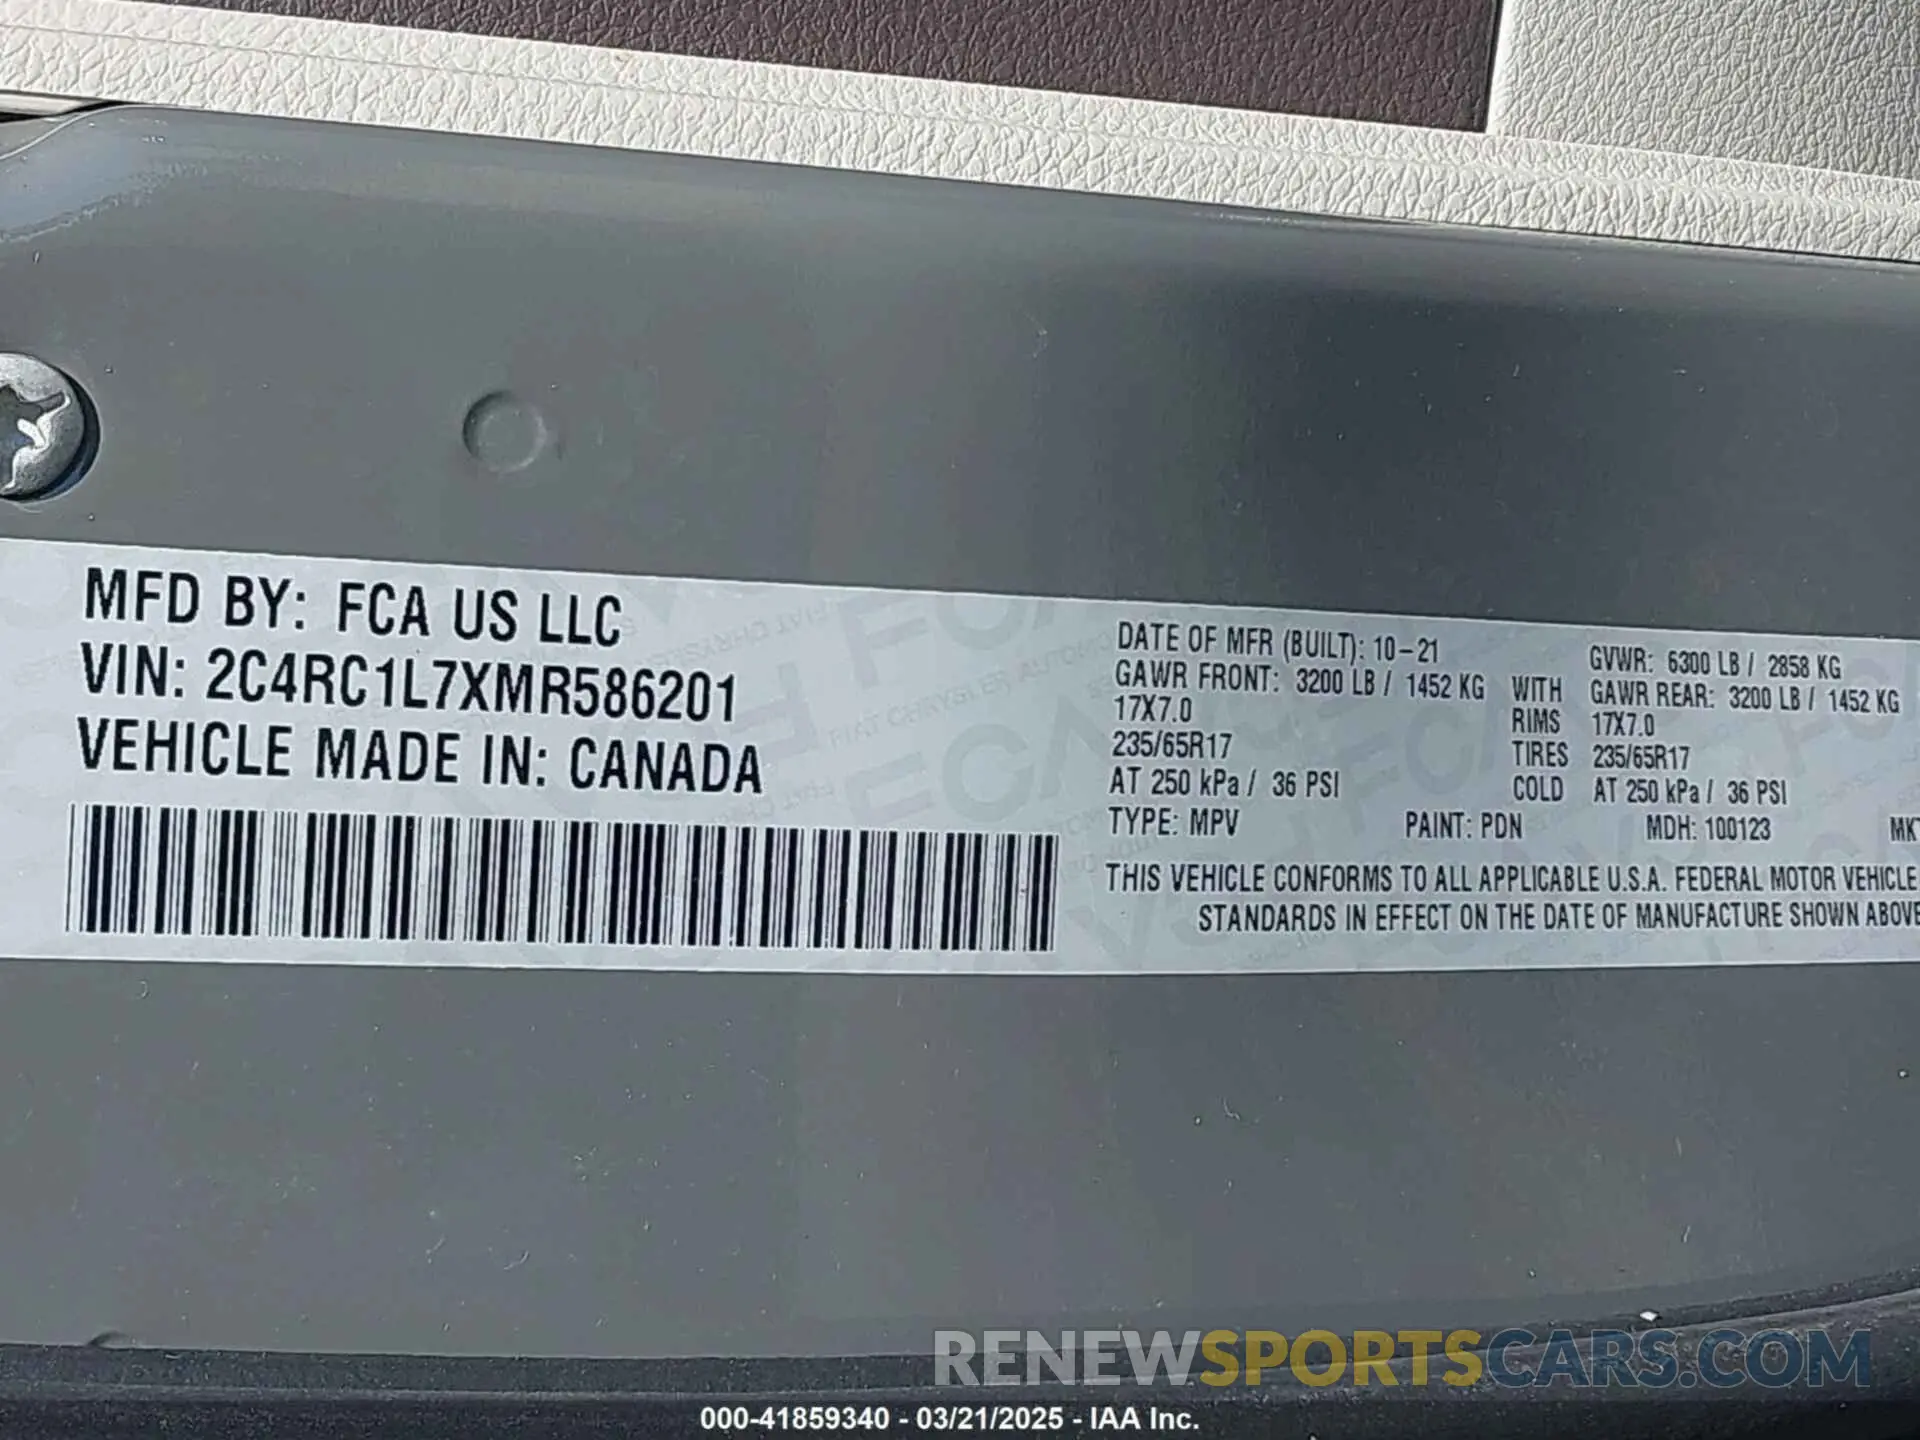 MFD BY: FCA US LLC
VIN: 2C4RC1L7XMR586201
VEHICLE MADE IN: CANADA
DATE OF MFR (BUILT): 10-21
GVWR: 6300 LB / 2858 KG
GAWR FRONT: 3200 LB / 1452 KG WITH GAWR REAR: 3200 LB / 1452 KG
17X7.0 RIMS 17X7.0
235/65R17 TIRES 235/65R17
AT 250 kPa / 36 PSI COLD AT 250 kPa / 36 PSI
TYPE: MPV PAINT: PDN MDH: 100123 MK
THIS VEHICLE CONFORMS TO ALL APPLICABLE U.S.A. FEDERAL MOTOR VEHICLE
STANDARDS IN EFFECT ON THE DATE OF MANUFACTURE SHOWN ABOVE
RENEWSPORTSCARS.COM
000-41859340 - 03/21/2025 - IAA Inc.